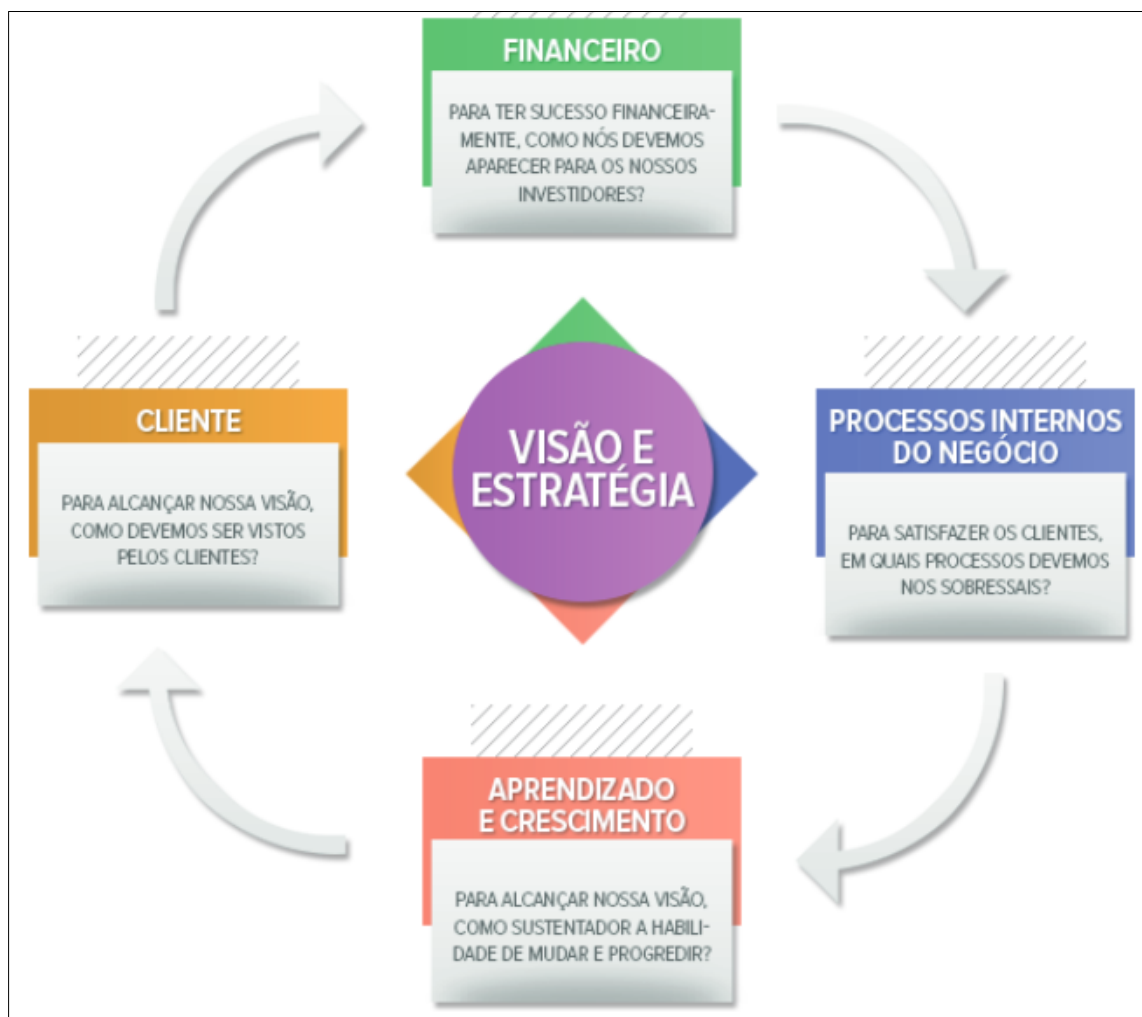 FINANCEIRO
PARA TER SUCESSO FINANCEIRA-
MENTE, COMO NÓS DEVEMOS
APARECER PARA OS NOSSOS
INVESTIDORES?
CLIENTE
PARA ALCANÇAR NOSSA VISÃO,
COMO DEVEMOS SER VISTOS
PELOS CLIENTES?
VISÃO E
ESTRATÉGIA
PROCESSOS INTERNOS
DO NEGÓCIO
PARA SATISFAZER OS CLIENTES,
EM QUAIS PROCESSOS DEVEMOS
NOS SOBRESSAIS?
APRENDIZADO
E CRESCIMENTO
PARA ALCANÇAR NOSSA VISÃO,
COMO SUSTENTADOR A HABILI-
DADE DE MUDAR E PROGREDIR?